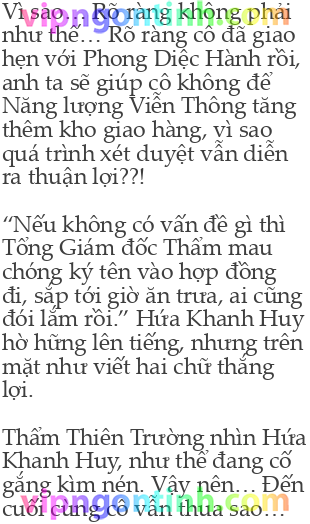 Vì sao... Rõ ràng không phải
như thế... Rõ ràng cô đã giao
hẹn với Phong Diệc Hành rồi,
anh ta sẽ giúp cô không để
Năng lượng Viễn Thông tăng
thêm kho giao hàng, vì sao
quá trình xét duyệt vẫn diễn
ra thuận lợi??!
“Nếu không có vấn đề gì thì
Tổng Giám đốc Thẩm mau
chóng ký tên vào hợp đồng
đi, sắp tới giờ ăn trưa, ai cũng
đói lắm rồi.” Hứa Khanh Huy
hờ hững lên tiếng, nhưng trên
mặt như viết hai chữ thắng
lợi.
Thẩm Thiên Trường nhìn Hứa
Khanh Huy, như thể đang cố
gắng kìm nén. Vậy nên... Đến
cuối cùng cô vẫn thua sao...
vipngontinh.com
vipngontinh.com